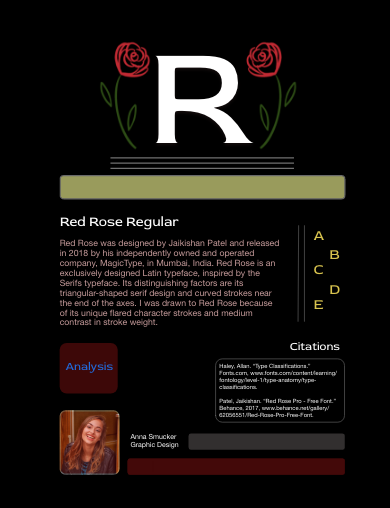 R
Red Rose Regular
Red Rose was designed by Jaikishan Patel and released
in 2018 by his independently owned and operated
company, MagicType, in Mumbai, India. Red Rose is an
exclusively designed Latin typeface, inspired by the
Serifs typeface. Its distinguishing factors are its
triangular-shaped serif design and curved strokes near
the end of the axes. I was drawn to Red Rose because
of its unique flared character strokes and medium
contrast in stroke weight.
A
B
C
D
E
Citations
Analysis
Haley, Allan. "Type Classifications."
Fonts.com, www.fonts.com/content/learning/
fontology/level-1/type-anatomy/type-
classifications.
Patel, Jaikishan. "Red Rose Pro - Free Font."
Behance, 2017, www.behance.net/gallery/
62056551/Red-Rose-Pro-Free-Font.
Anna Smucker
Graphic Design